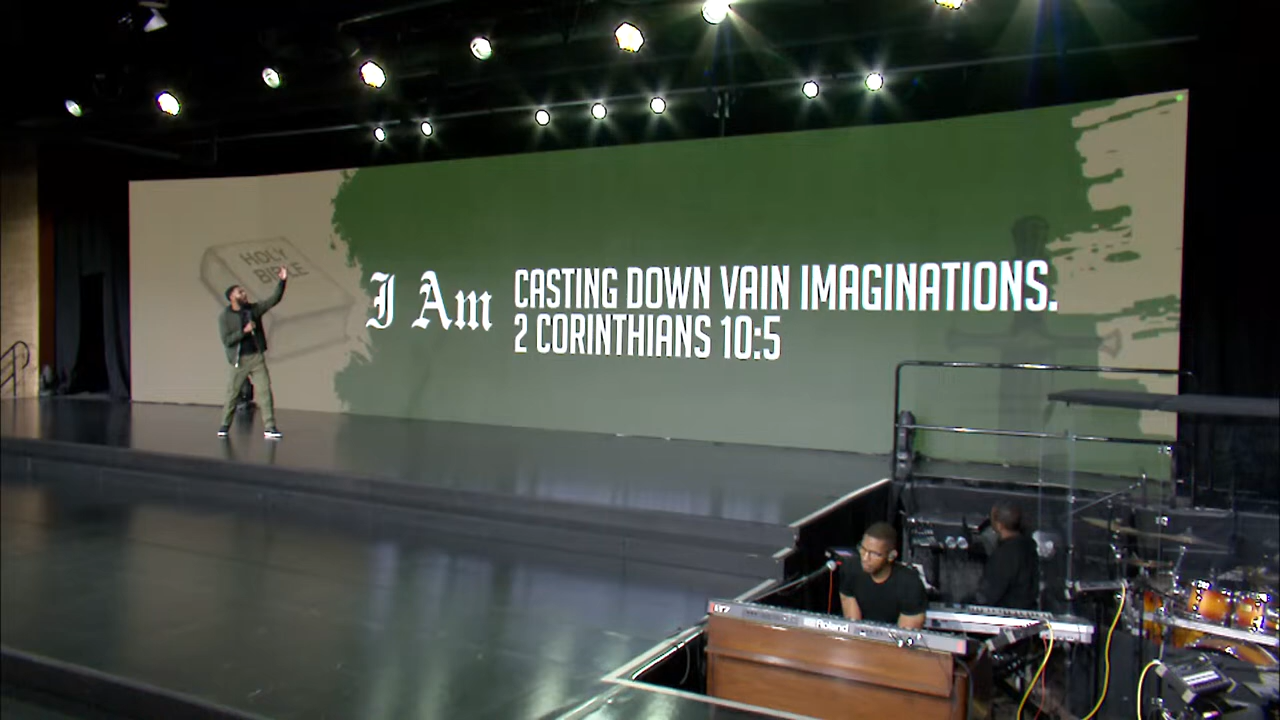 HOLY
BIBLE
I Am
CASTING DOWN VAIN IMAGINATIONS.
2 CORINTHIANS 10:5
Roland